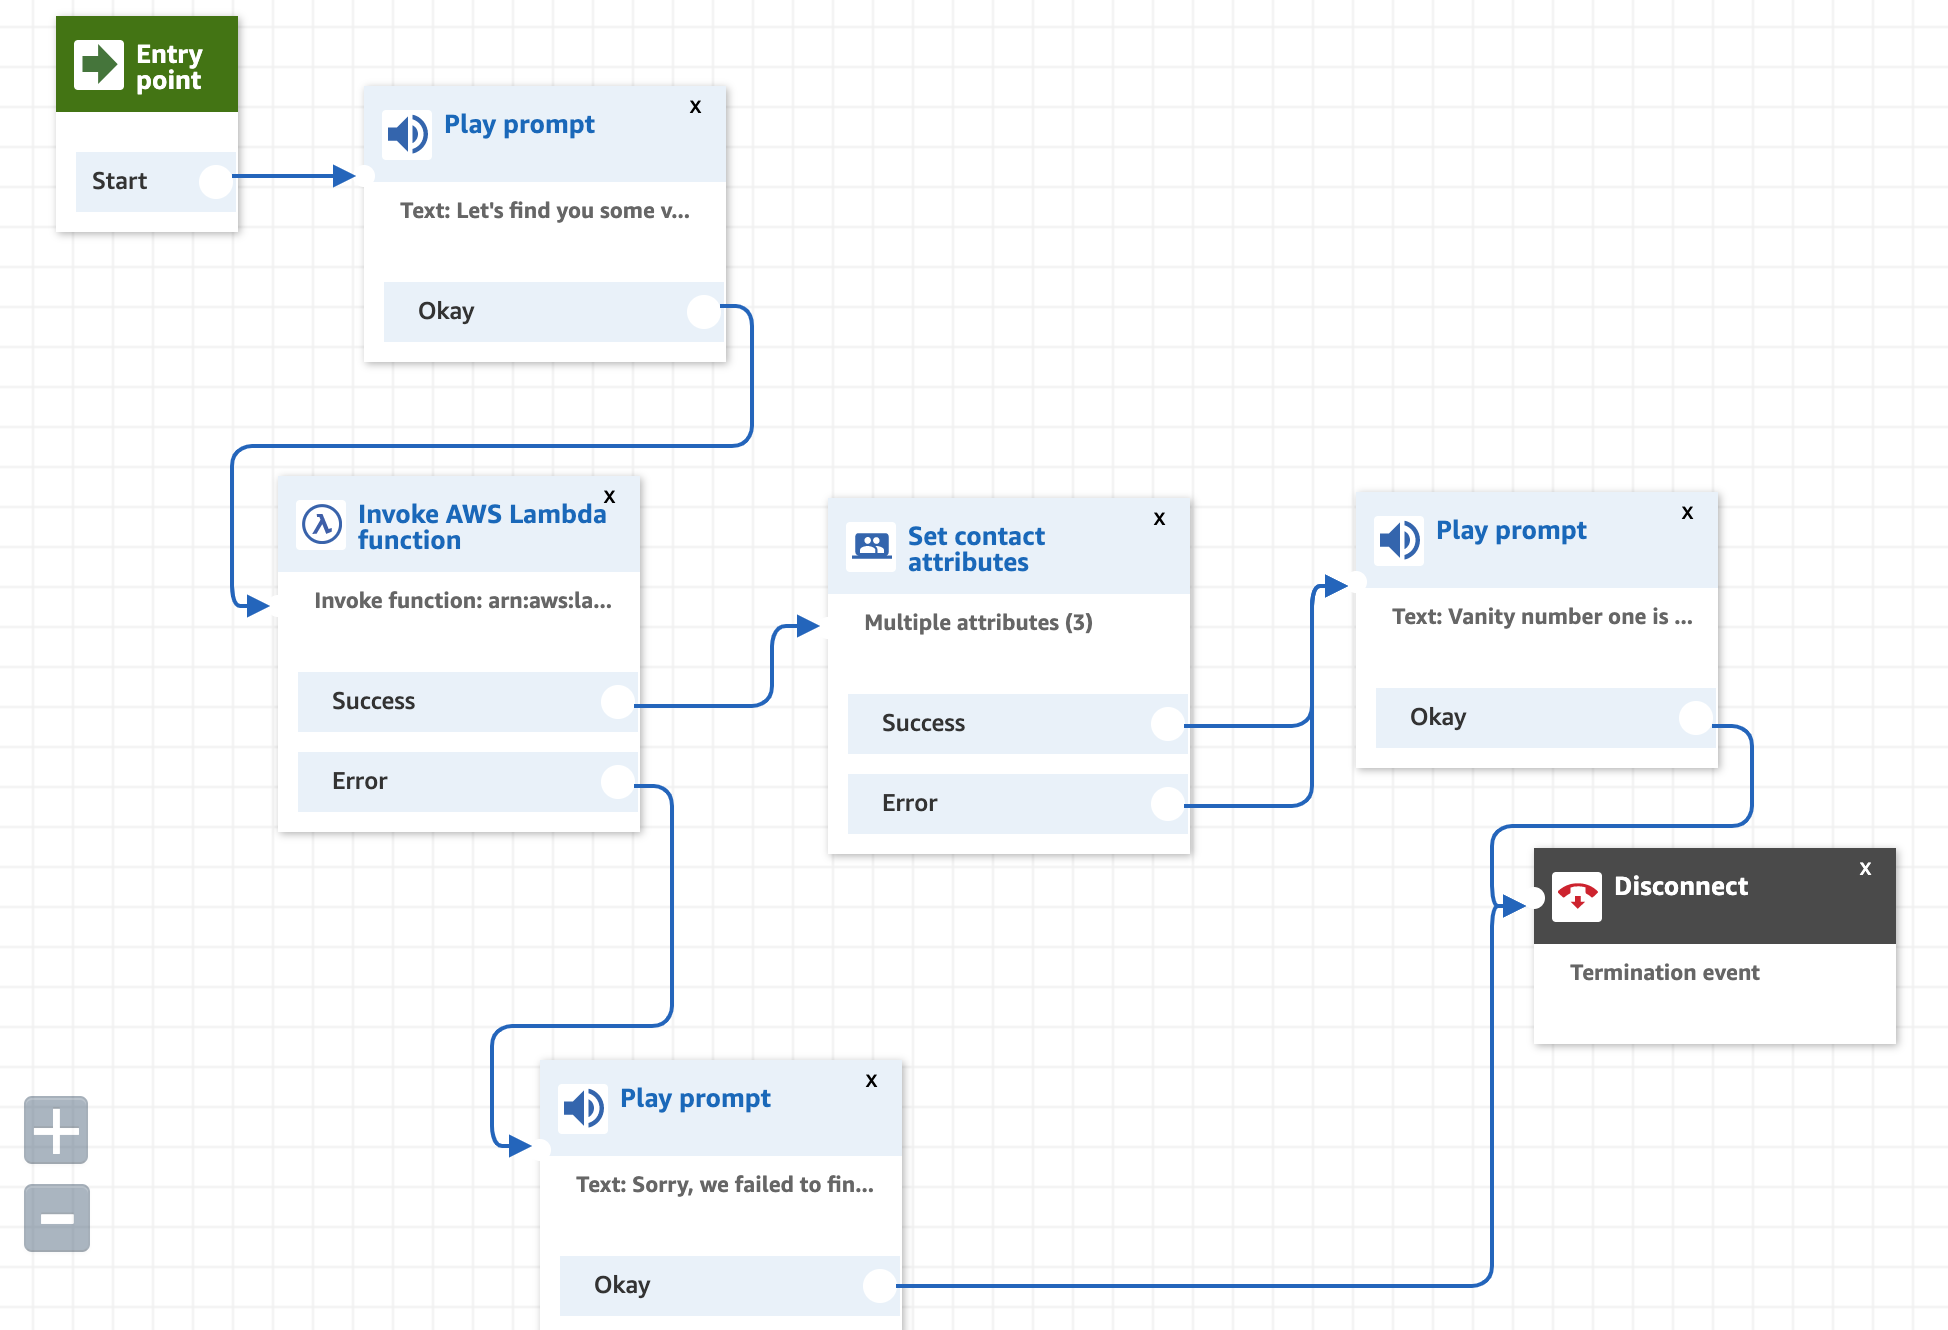 Entry
point
Start
x
Play prompt
Text: Let's find you some v...
Okay
x
Invoke AWS Lambda
function
Invoke function: arn:aws:la...
Success
Error
x
Set contact
attributes
Multiple attributes (3)
Success
Error
x
Play prompt
Text: Vanity number one is ...
Okay
x
Disconnect
Termination event
x
Play prompt
Text: Sorry, we failed to fin...
Okay